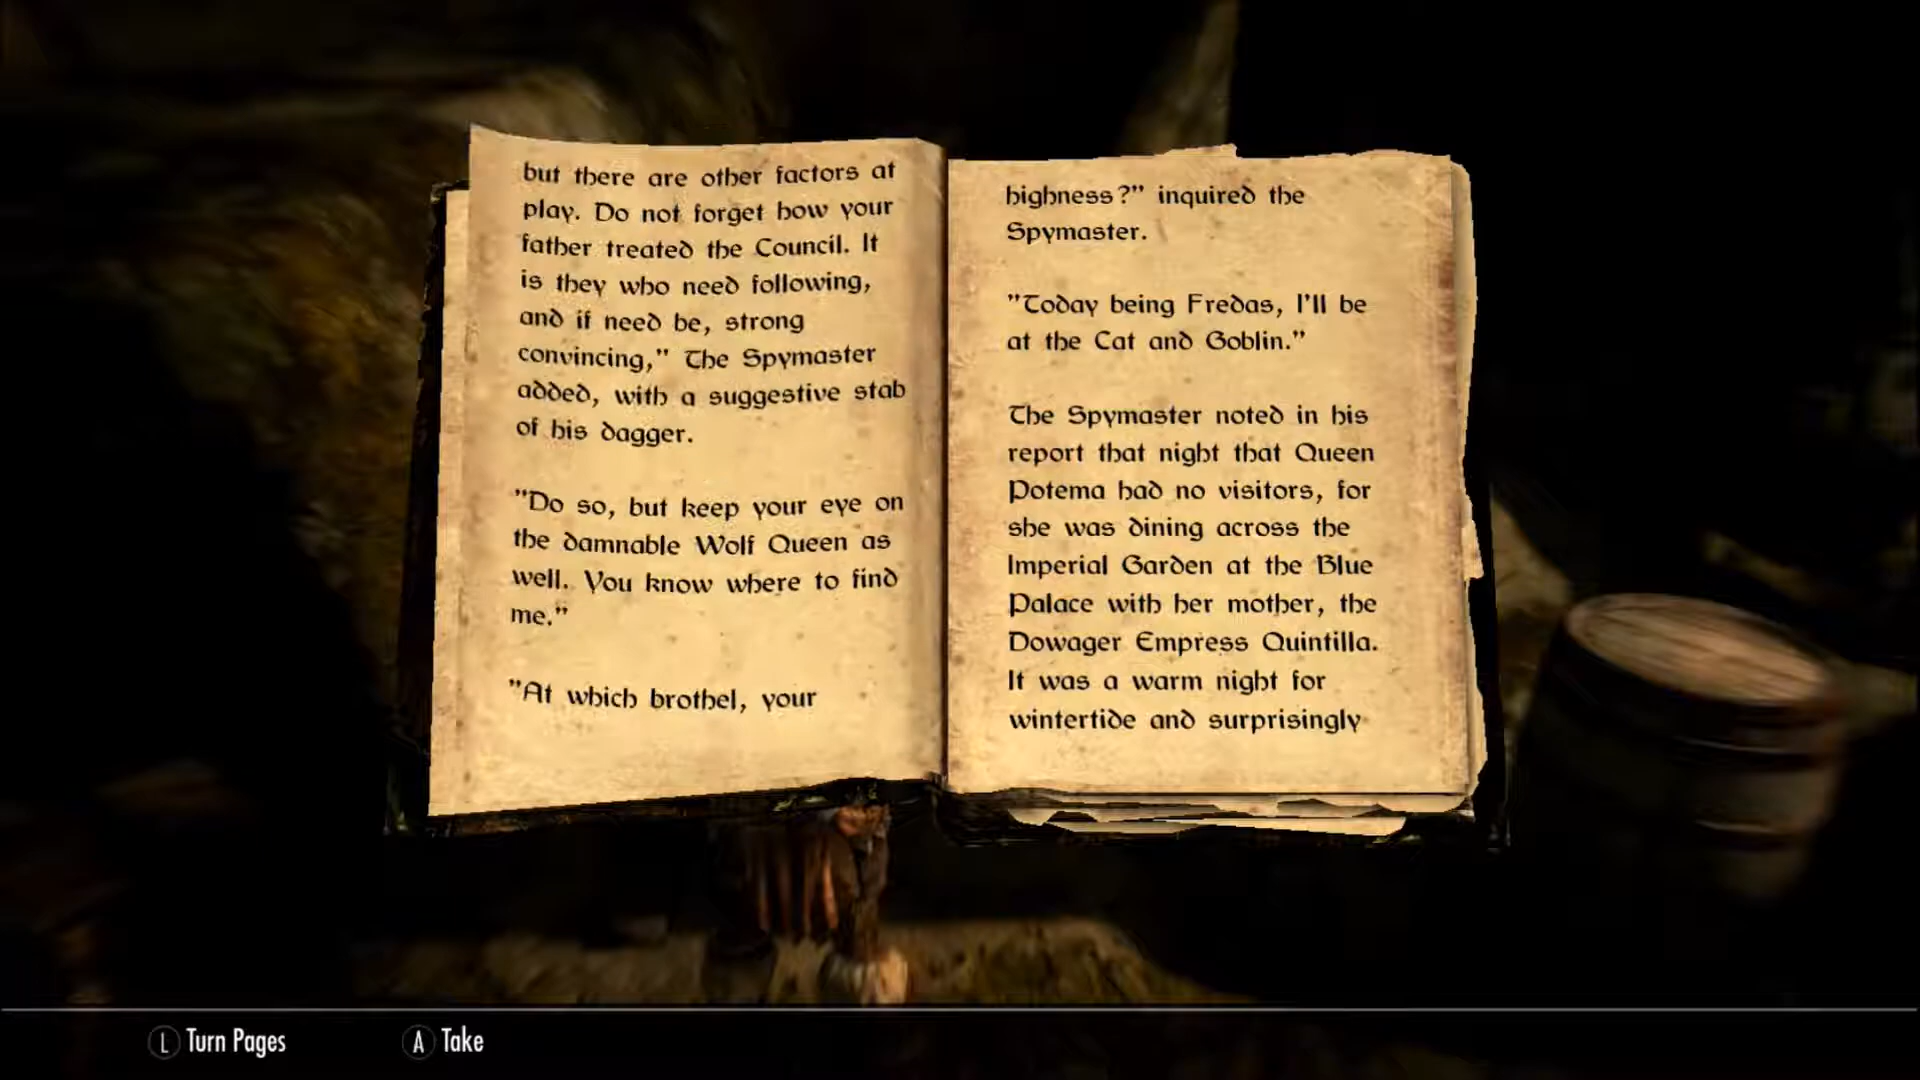 but there are other factors at
play. Do not forget how your
father treated the Council. It
is they who need following,
and if need be, strong
convincing," The Spymaster
added, with a suggestive stab
of his dagger.
"Do so, but keep your eye on
the damnable Wolf Queen as
well. You know where to find
me."
"At which brothel, your
highness?" inquired the
Spymaster.
"Today being Fredas, I'll be
at the Cat and Goblin."
The Spymaster noted in his
report that night that Queen
Potema had no visitors, for
she was dining across the
Imperial Garden at the Blue
Palace with her mother, the
Dowager Empress Quintilla.
It was a warm night for
wintertide and surprisingly
L Turn Pages
A Take